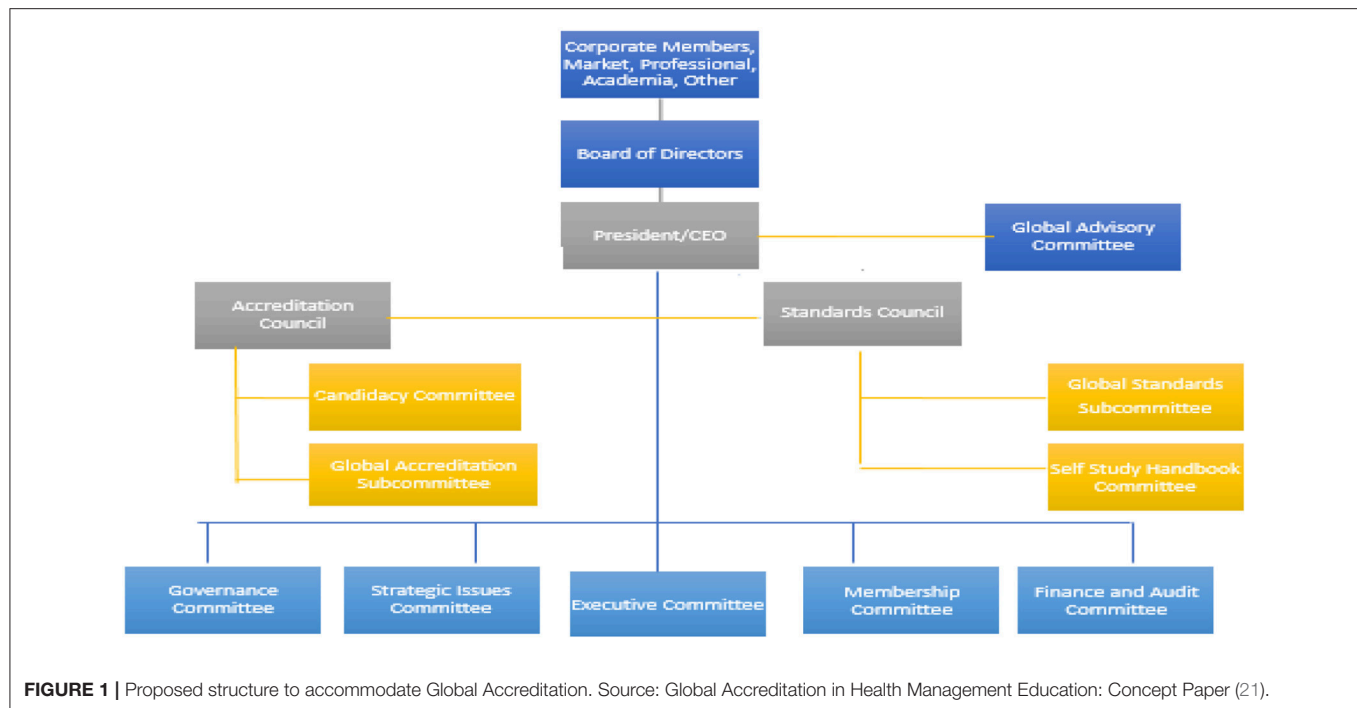 Corporate Members,
Market, Professional,
Academia, Other
Board of Directors
President/CEO
Global Advisory
Committee
Accreditation
Council
Standards Council
Candidacy Committee
Global Standards
Subcommittee
Global Accreditation
Subcommittee
Self Study Handbook
Committee
Governance
Committee
Strategic Issues
Committee
Executive Committee
Membership
Committee
Finance and Audit
Committee
FIGURE 1 | Proposed structure to accommodate Global Accreditation. Source: Global Accreditation in Health Management Education: Concept Paper (21).